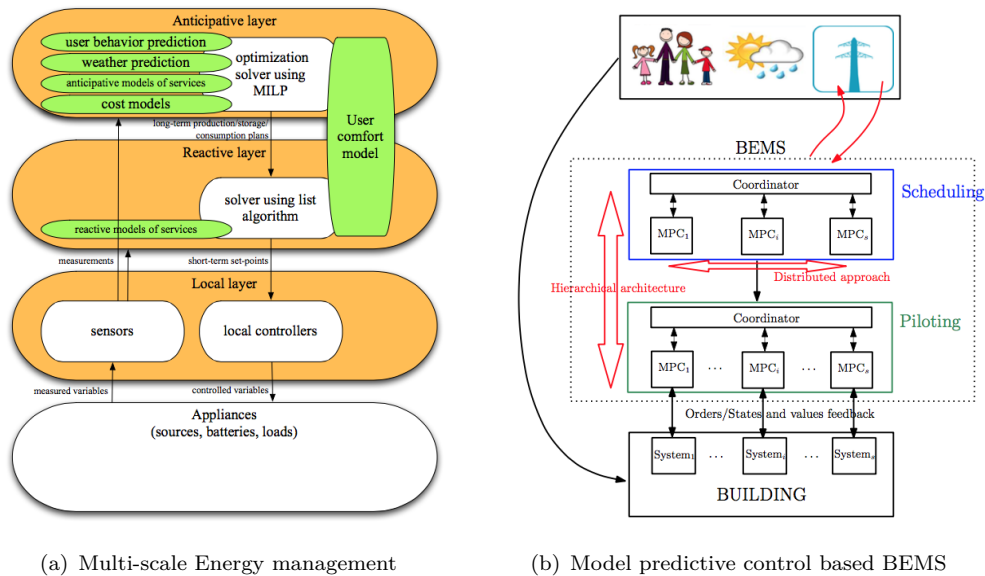 Anticipative layer
user behavior prediction
weather prediction
anticipative models of services
cost models
optimization
solver using
MILP
User
comfort
model
long-term production/storage/
consumption plans
Reactive layer
solver using list
algorithm
reactive models of services
measurements
short-term set-points
Local layer
sensors
local controllers
measured variables
controlled variables
Appliances
(sources, batteries, loads)
(a) Multi-scale Energy management
BEMS
Coordinator
Scheduling
MPC1
MPCi
MPCs
Distributed approach
Hierarchical architecture
Coordinator
Piloting
MPC1 ... MPCi ... MPCs
Orders/States and values feedback
System1 ... Systemi ... Systems
BUILDING
(b) Model predictive control based BEMS